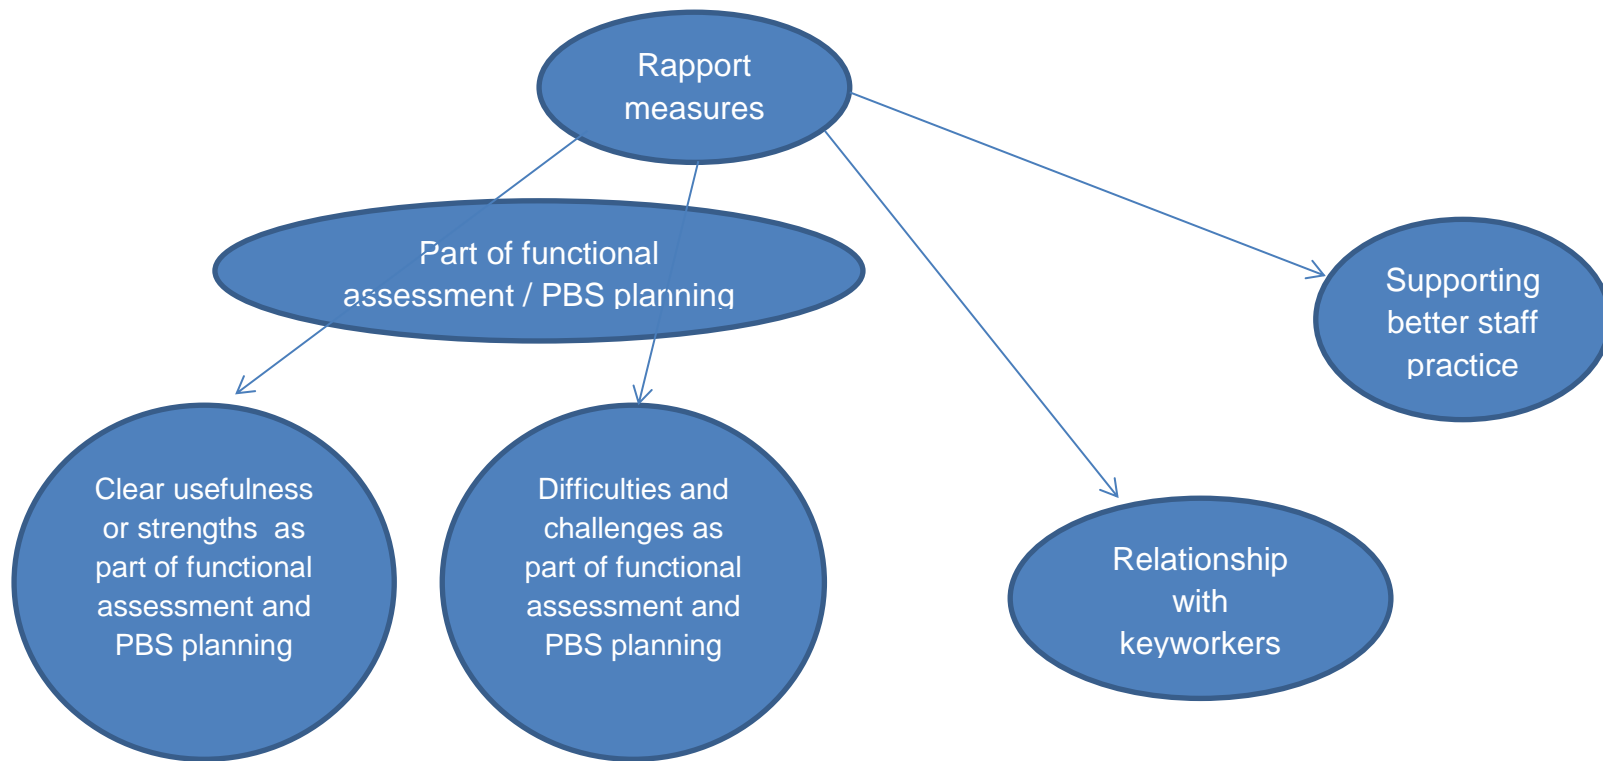 Rapport
measures
Part of functional
assessment / PBS planning
Supporting
better staff
practice
Clear usefulness
or strengths as
part of functional
assessment and
PBS planning
Difficulties and
challenges as
part of functional
assessment and
PBS planning
Relationship
with
keyworkers